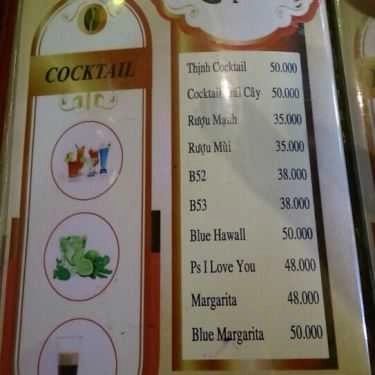 COCKTAIL
Thịnh Cocktail 50.000
Cocktail Cây 50.000
Rượu Mạnh 35.000
Rượu Mùi 35.000
B52 38.000
B53 38.000
Blue Hawall 50.000
Ps I Love You 48.000
Margarita 48.000
Blue Margarita 50.000